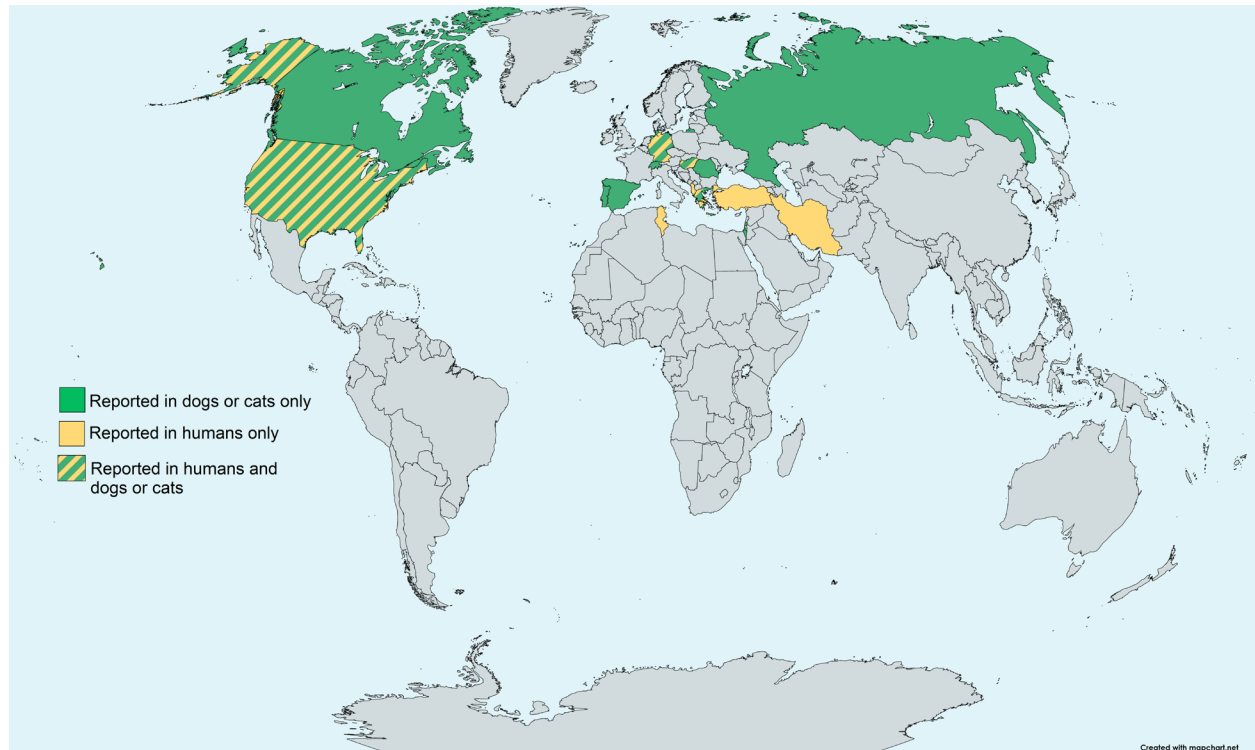 Reported in dogs or cats only
Reported in humans only
Reported in humans and
dogs or cats
Created with mapchart.net